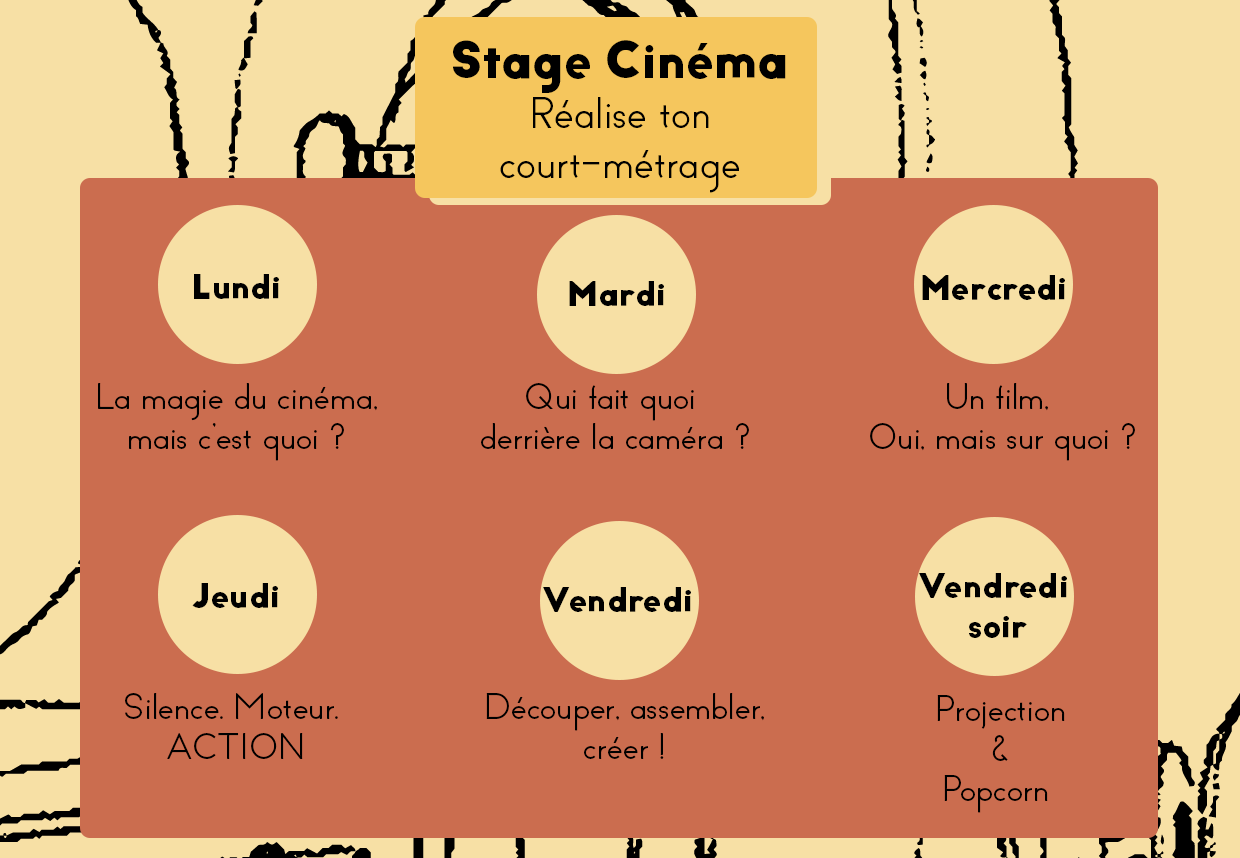 Stage Cinéma
Réalise ton
court-métrage
Lundi
La magie du cinéma,
mais c'est quoi ?
Mardi
Qui fait quoi
derrière la caméra ?
Mercredi
Un film,
Oui, mais sur quoi ?
Jeudi
Silence, Moteur,
ACTION
Vendredi
Découper, assembler,
créer !
Vendredi
soir
Projection
&
Popcorn